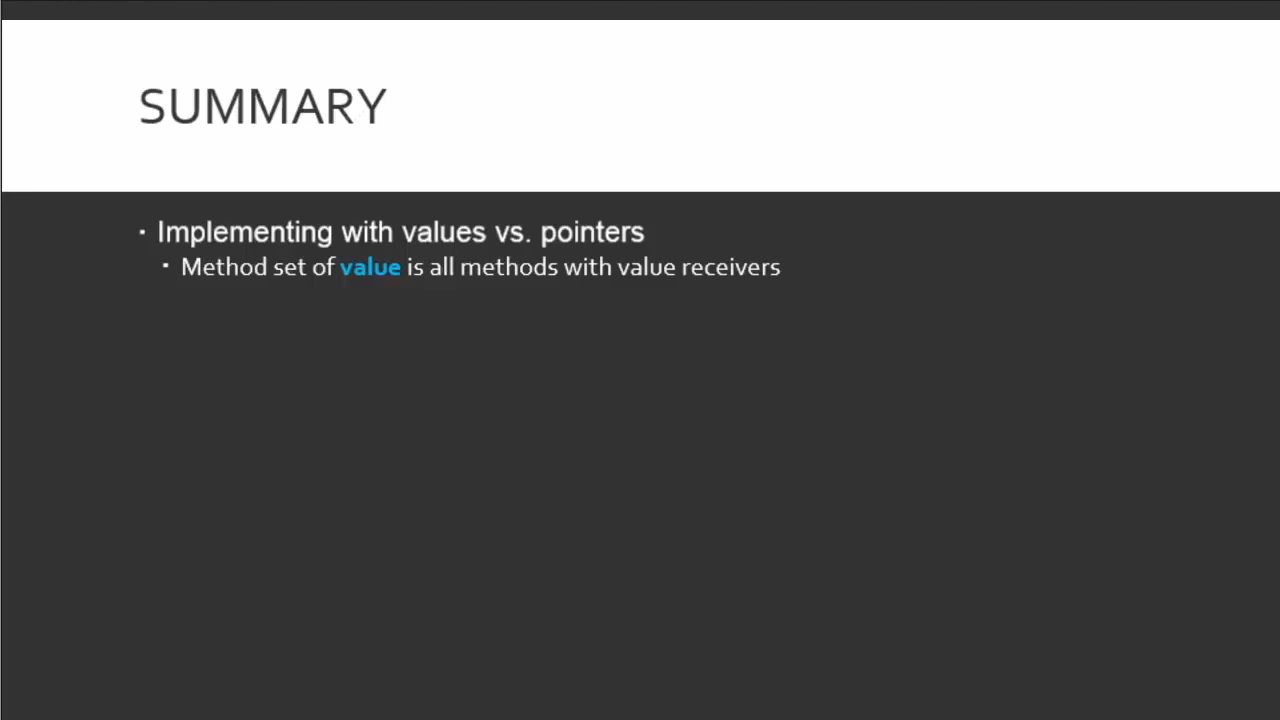 SUMMARY
· Implementing with values vs. pointers
· Method set of value is all methods with value receivers